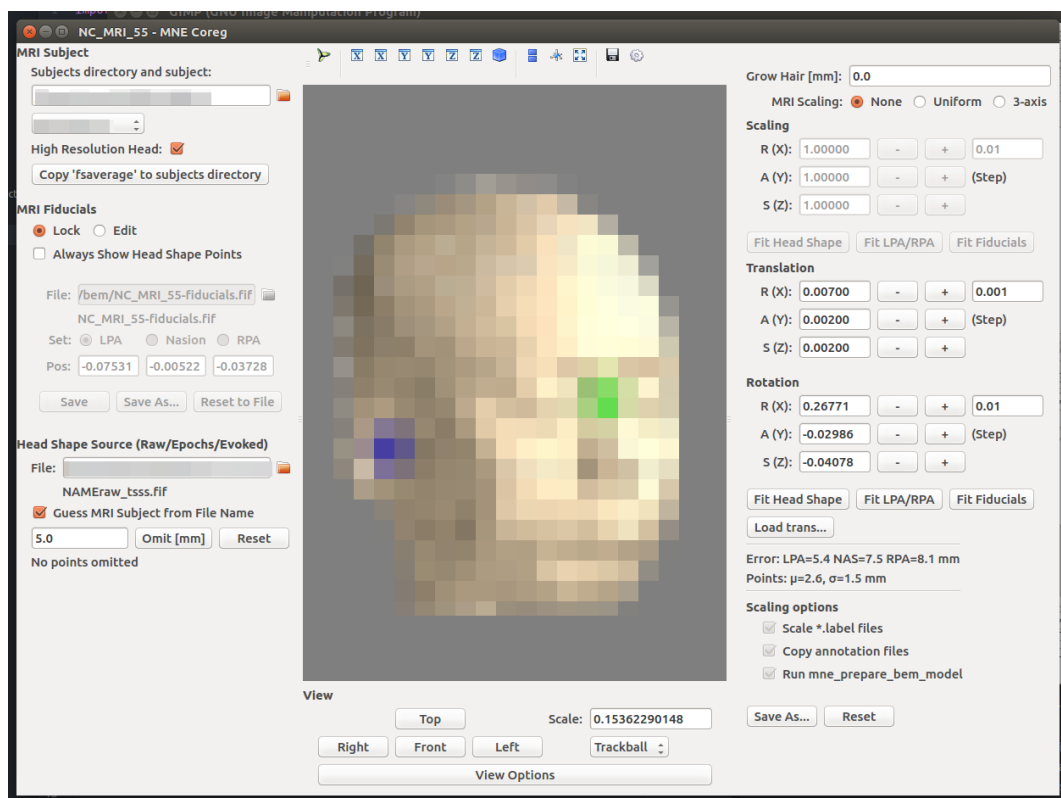 GIMP (GNU Image Manipulation Program)
NC_MRI_55 - MNE Coreg
MRI Subject
Subjects directory and subject:
High Resolution Head:
Copy 'fsaverage' to subjects directory
MRI Fiducials
Lock Edit
Always Show Head Shape Points
File: /bem/NC_MRI_55-fiducials.fif
NC_MRI_55-fiducials.fif
Set: LPA Nasion RPA
Pos: -0.07531 -0.00522 -0.03728
Save Save As... Reset to File
Head Shape Source (Raw/Epochs/Evoked)
File:
NAMEraw_tsss.fif
Guess MRI Subject from File Name
5.0 Omit [mm] Reset
No points omitted
X X Y Y Z Z
View
Top Scale: 0.15362290148
Right Front Left Trackball
View Options
Grow Hair [mm]: 0.0
MRI Scaling: None Uniform 3-axis
Scaling
R (X): 1.00000 - + 0.01
A (Y): 1.00000 - + (Step)
S (Z): 1.00000 - +
Fit Head Shape Fit LPA/RPA Fit Fiducials
Translation
R (X): 0.00700 - + 0.001
A (Y): 0.00200 - + (Step)
S (Z): 0.00200 - +
Rotation
R (X): 0.26771 - + 0.01
A (Y): -0.02986 - + (Step)
S (Z): -0.04078 - +
Fit Head Shape Fit LPA/RPA Fit Fiducials
Load trans...
Error: LPA=5.4 NAS=7.5 RPA=8.1 mm
Points: μ=2.6, σ=1.5 mm
Scaling options
Scale *.label files
Copy annotation files
Run mne_prepare_bem_model
Save As... Reset